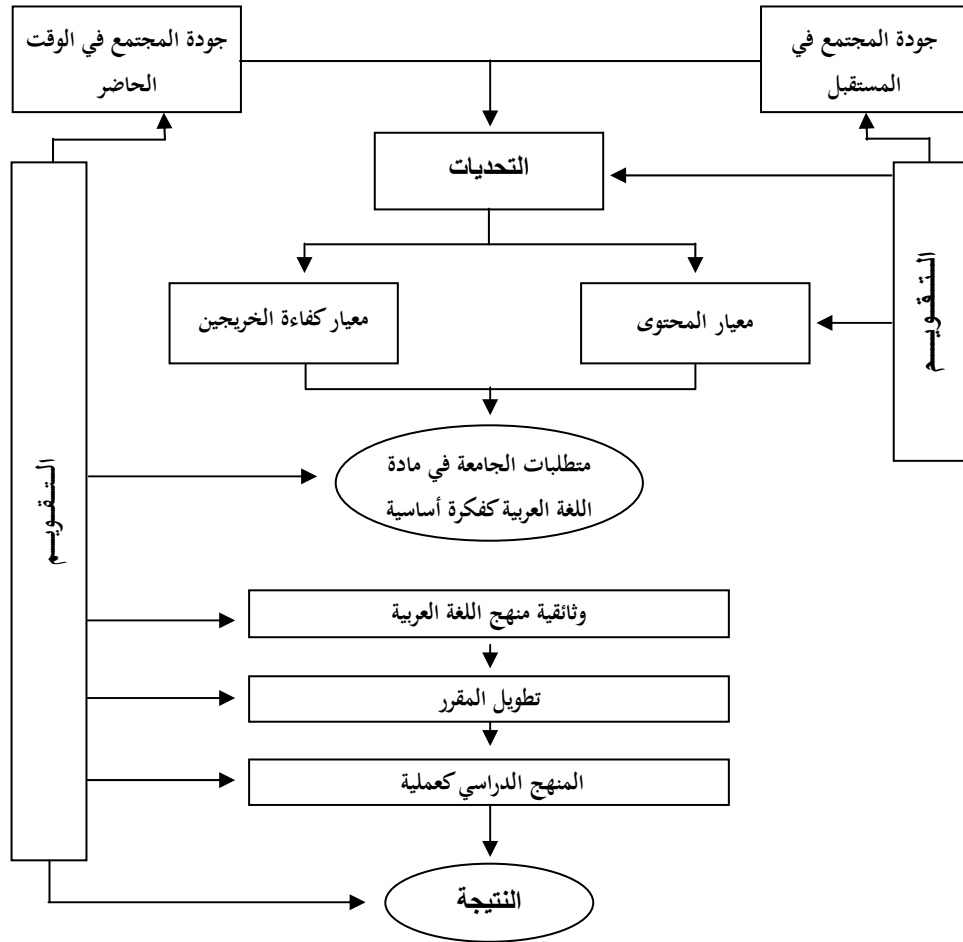 جودة المجتمع في
المستقبل
جودة المجتمع في الوقت
الحاضر
التحديات
التقويم
معيار المحتوى
معيار كفاءة الخريجين
متطلبات الجامعة في مادة
اللغة العربية كفكرة أساسية
التقويم
وثائقية منهج اللغة العربية
تطويل المقرر
المنهج الدراسي كعملية
النتيجة